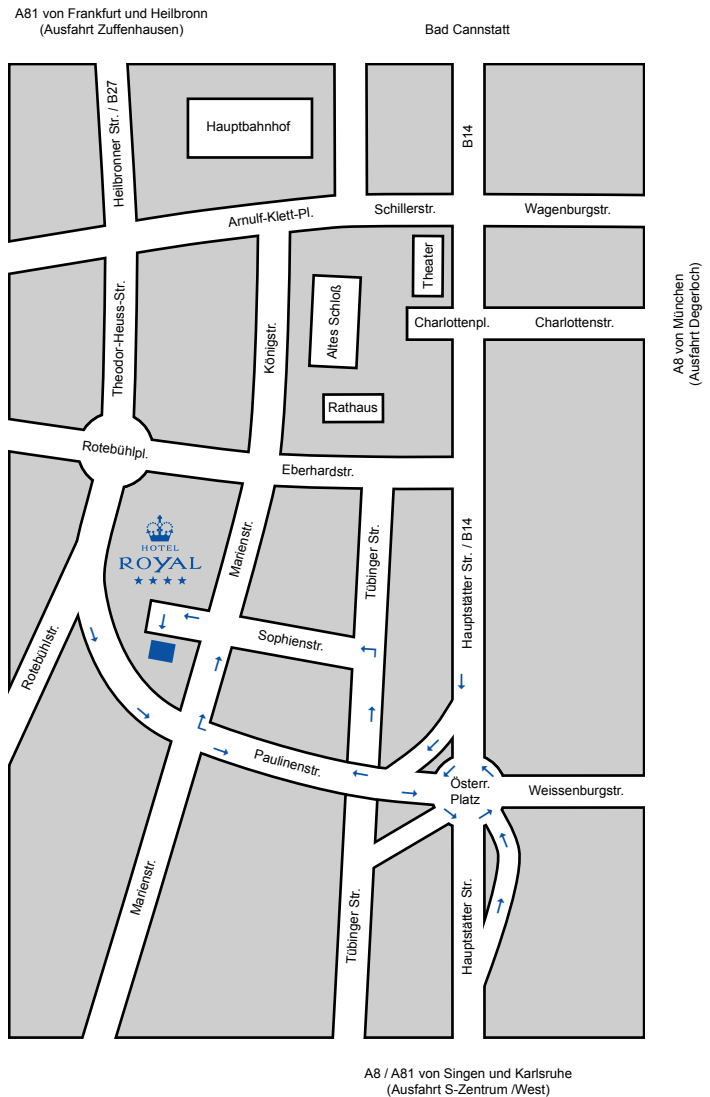 A81 von Frankfurt und Heilbronn
(Ausfahrt Zuffenhausen)
Bad Cannstatt
Heilbronner Str. / B27
Hauptbahnhof
B14
Arnulf-Klett-Pl.
Schillerstr.
Wagenburgstr.
Theater
Theodor-Heuss-Str.
Königstr.
Altes Schloß
Charlottenpl.
Charlottenstr.
A8 von München
(Ausfahrt Degerloch)
Rathaus
Rotebühlpl.
Eberhardstr.
HOTEL
ROYAL
Marienstr.
Tübinger Str.
Hauptstätter Str. / B14
Rotebühlstr.
Sophienstr.
Paulinenstr.
Österr.
Platz
Weissenburgstr.
Marienstr.
Tübinger Str.
Hauptstätter Str.
A8 / A81 von Singen und Karlsruhe
(Ausfahrt S-Zentrum /West)